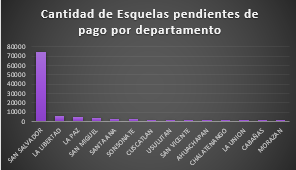 Cantidad de Esquelas pendientes de
pago por departamento
80000
70000
60000
50000
40000
30000
20000
10000
0
SAN SALVADOR
LA LIBERTAD
LA PAZ
SAN MIGUEL
SANTA ANA
SONSONATE
CUSCATLAN
USULUTAN
SAN VICENTE
AHUACHAPAN
CHALATENANGO
LA UNION
CABAÑAS
MORAZAN